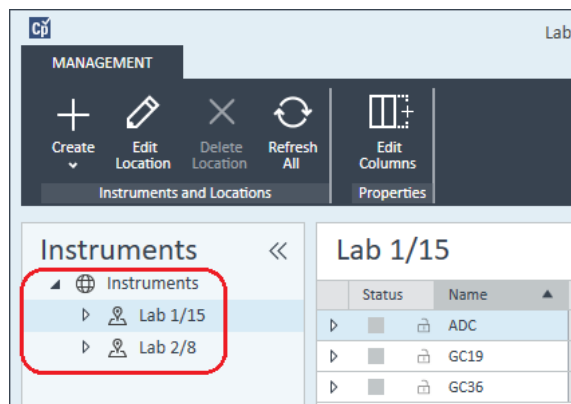 Cp
Lab
MANAGEMENT
Create
Edit
Location
Delete
Location
Refresh
All
Edit
Columns
Instruments and Locations
Properties
Instruments
Instruments
Lab 1/15
Lab 2/8
Lab 1/15
Status Name
ADC
GC19
GC36